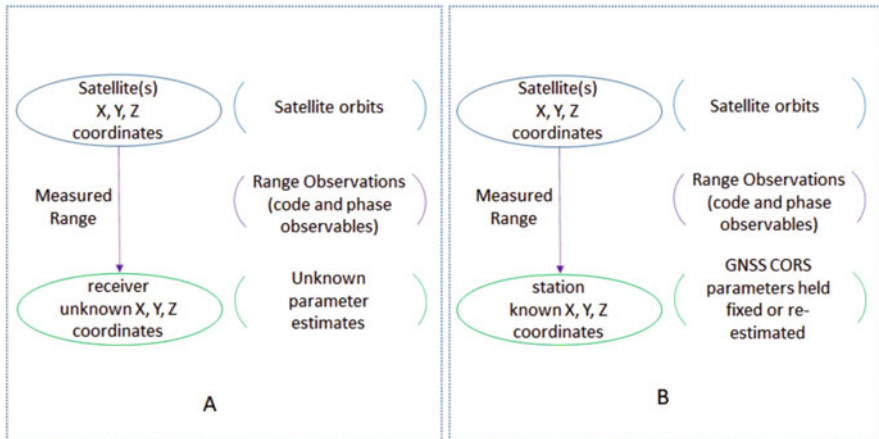 Satellite(s)
X, Y, Z
coordinates
Satellite orbits
Measured
Range
Range Observations
(code and phase
observables)
receiver
unknown X, Y, Z
coordinates
Unknown
parameter
estimates
A
Satellite(s)
X, Y, Z
coordinates
Satellite orbits
Measured
Range
Range Observations
(code and phase
observables)
station
known X, Y, Z
coordinates
GNSS CORS
parameters held
fixed or re-
estimated
B